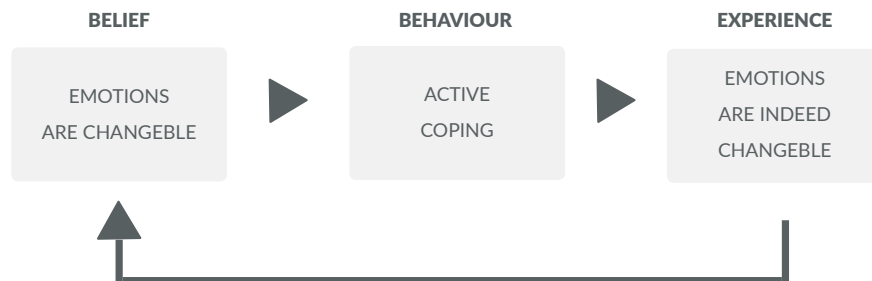 BELIEF
BEHAVIOUR
EXPERIENCE
EMOTIONS
ARE CHANGEBLE
ACTIVE
COPING
EMOTIONS
ARE INDEED
CHANGEBLE